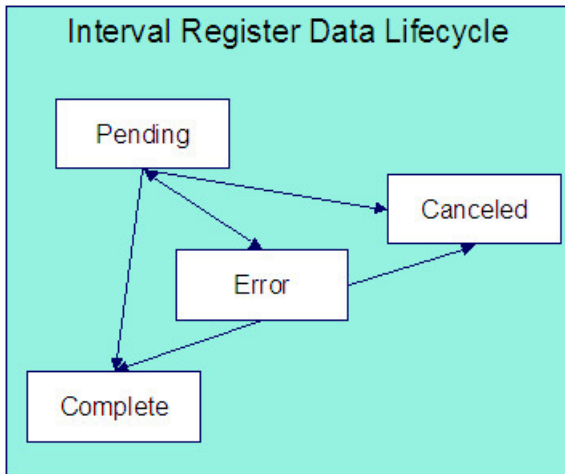 Interval Register Data Lifecycle
Pending
Canceled
Error
Complete